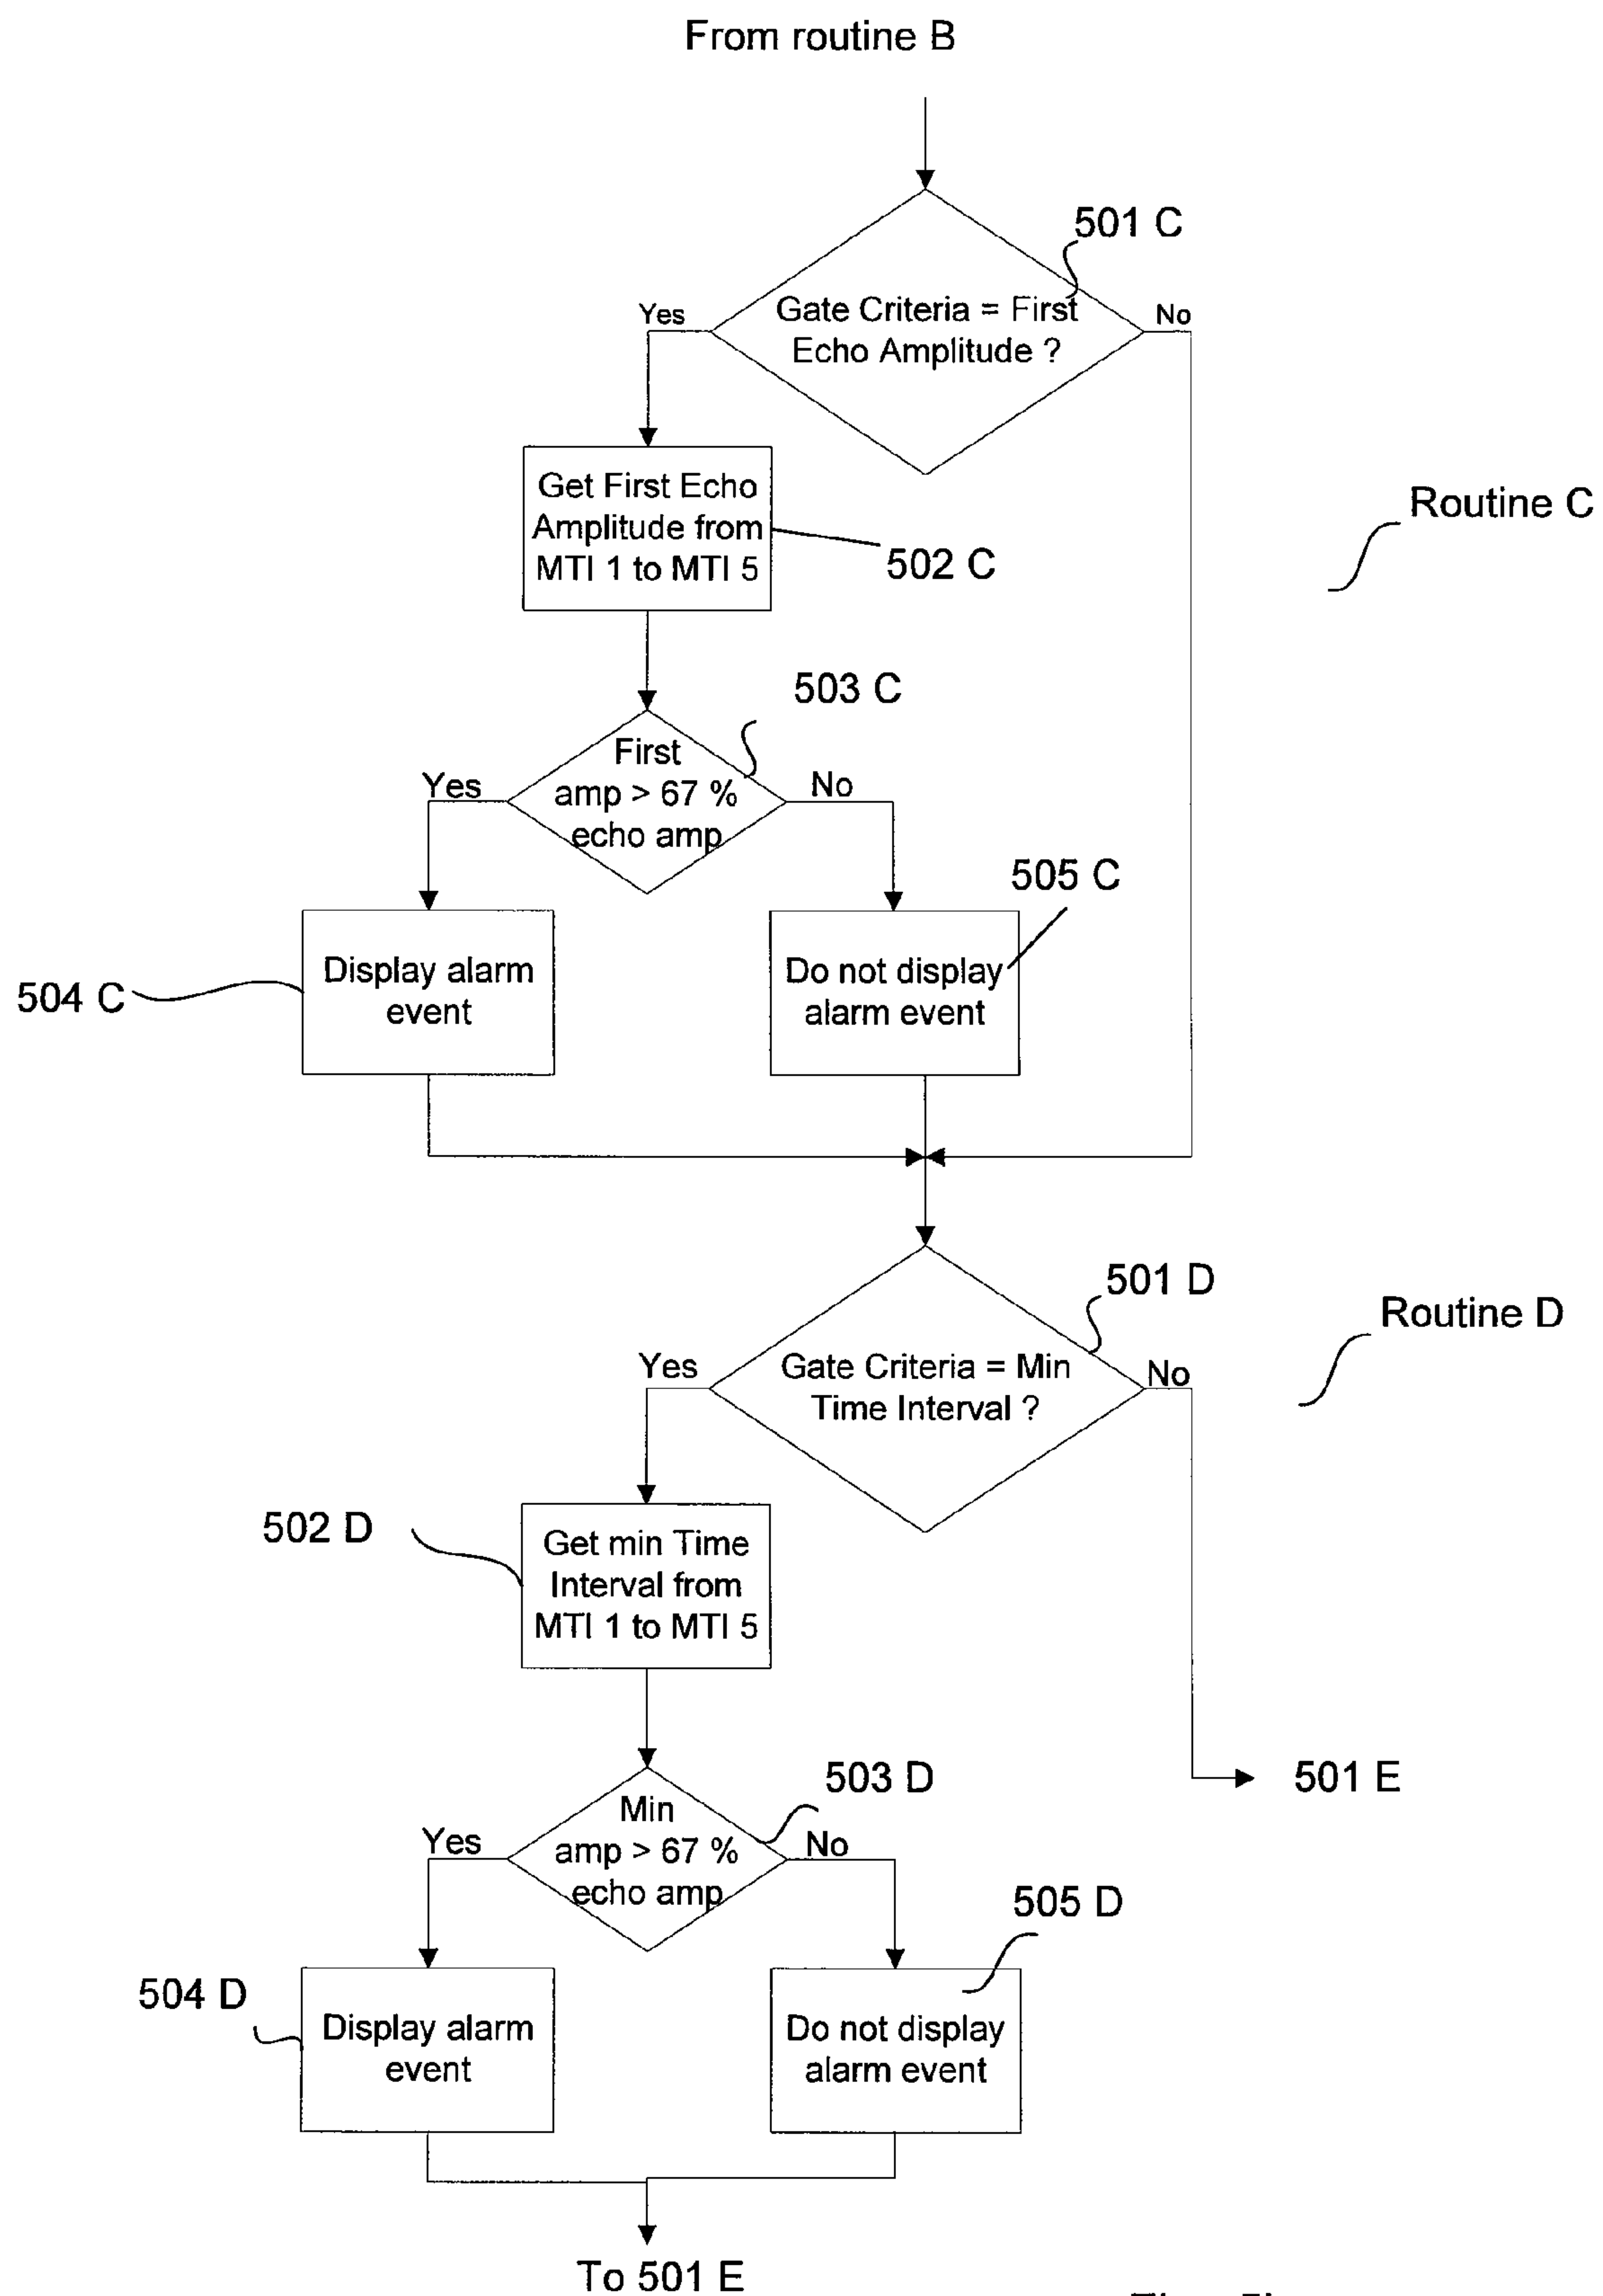 From routine B
501 C
Yes
Gate Criteria = First
Echo Amplitude ?
No
Get First Echo
Amplitude from
MTI 1 to MTI 5
502 C
Routine C
503 C
Yes
First
amp > 67 %
echo amp
No
505 C
504 C
Display alarm
event
Do not display
alarm event
501 D
Routine D
Yes
Gate Criteria = Min
Time Interval ?
No
502 D
Get min Time
Interval from
MTI 1 to MTI 5
503 D
501 E
Yes
Min
amp > 67 %
echo amp
No
505 D
504 D
Display alarm
event
Do not display
alarm event
To 501 E